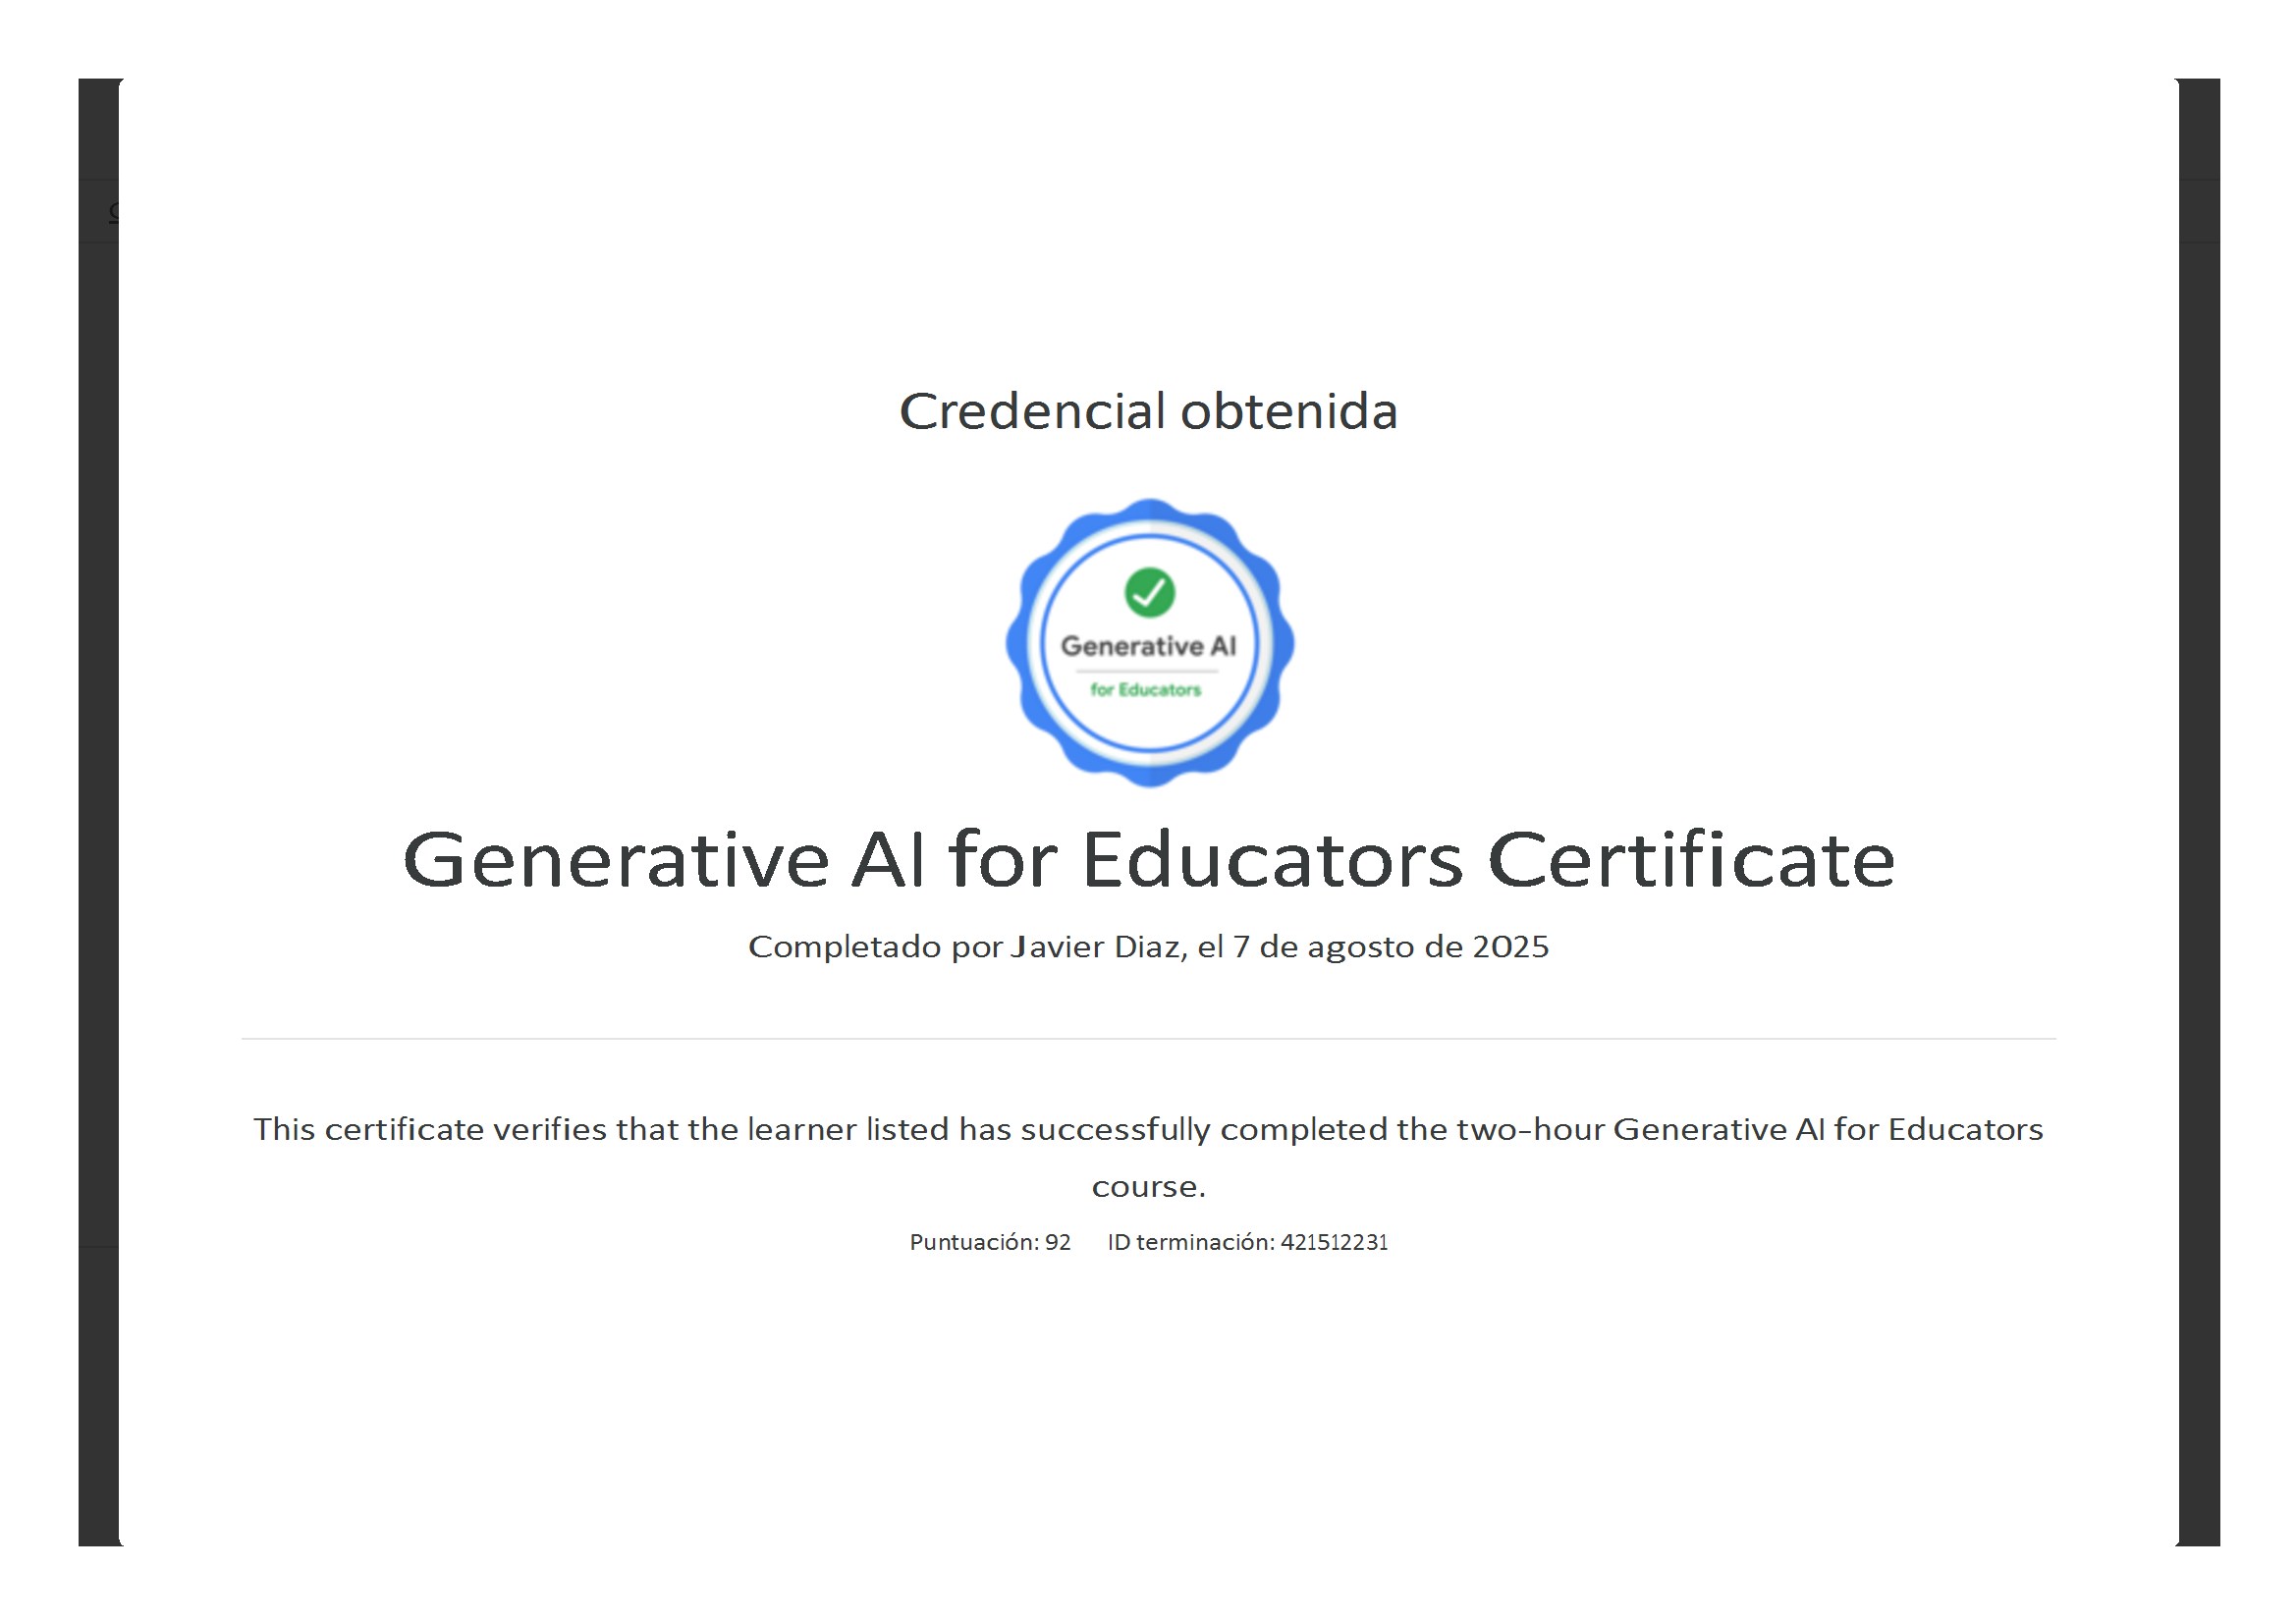 Credencial obtenida
Generative AI
for Educators
Generative AI for Educators Certificate
Completado por Javier Diaz, el 7 de agosto de 2025
This certificate verifies that the learner listed has successfully completed the two-hour Generative AI for Educators
course.
Puntuación: 92 ID terminación: 421512231